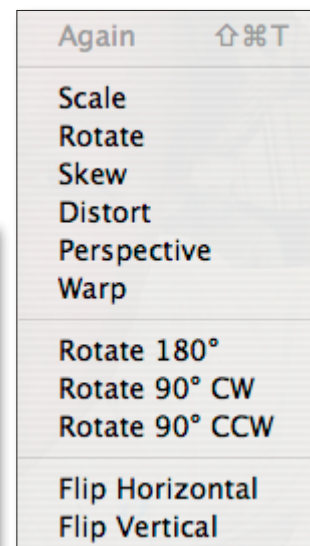 Again ⇧⌘T
Scale
Rotate
Skew
Distort
Perspective
Warp
Rotate 180°
Rotate 90° CW
Rotate 90° CCW
Flip Horizontal
Flip Vertical